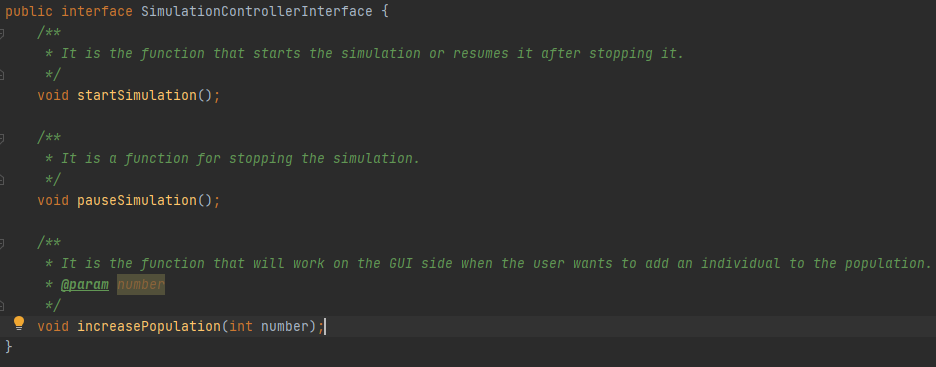 public interface SimulationControllerInterface {
/**
* It is the function that starts the simulation or resumes it after stopping it.
*/
void startSimulation();
/**
* It is a function for stopping the simulation.
*/
void pauseSimulation();
/**
* It is the function that will work on the GUI side when the user wants to add an individual to the population.
* @param number
*/
void increasePopulation(int number);
}